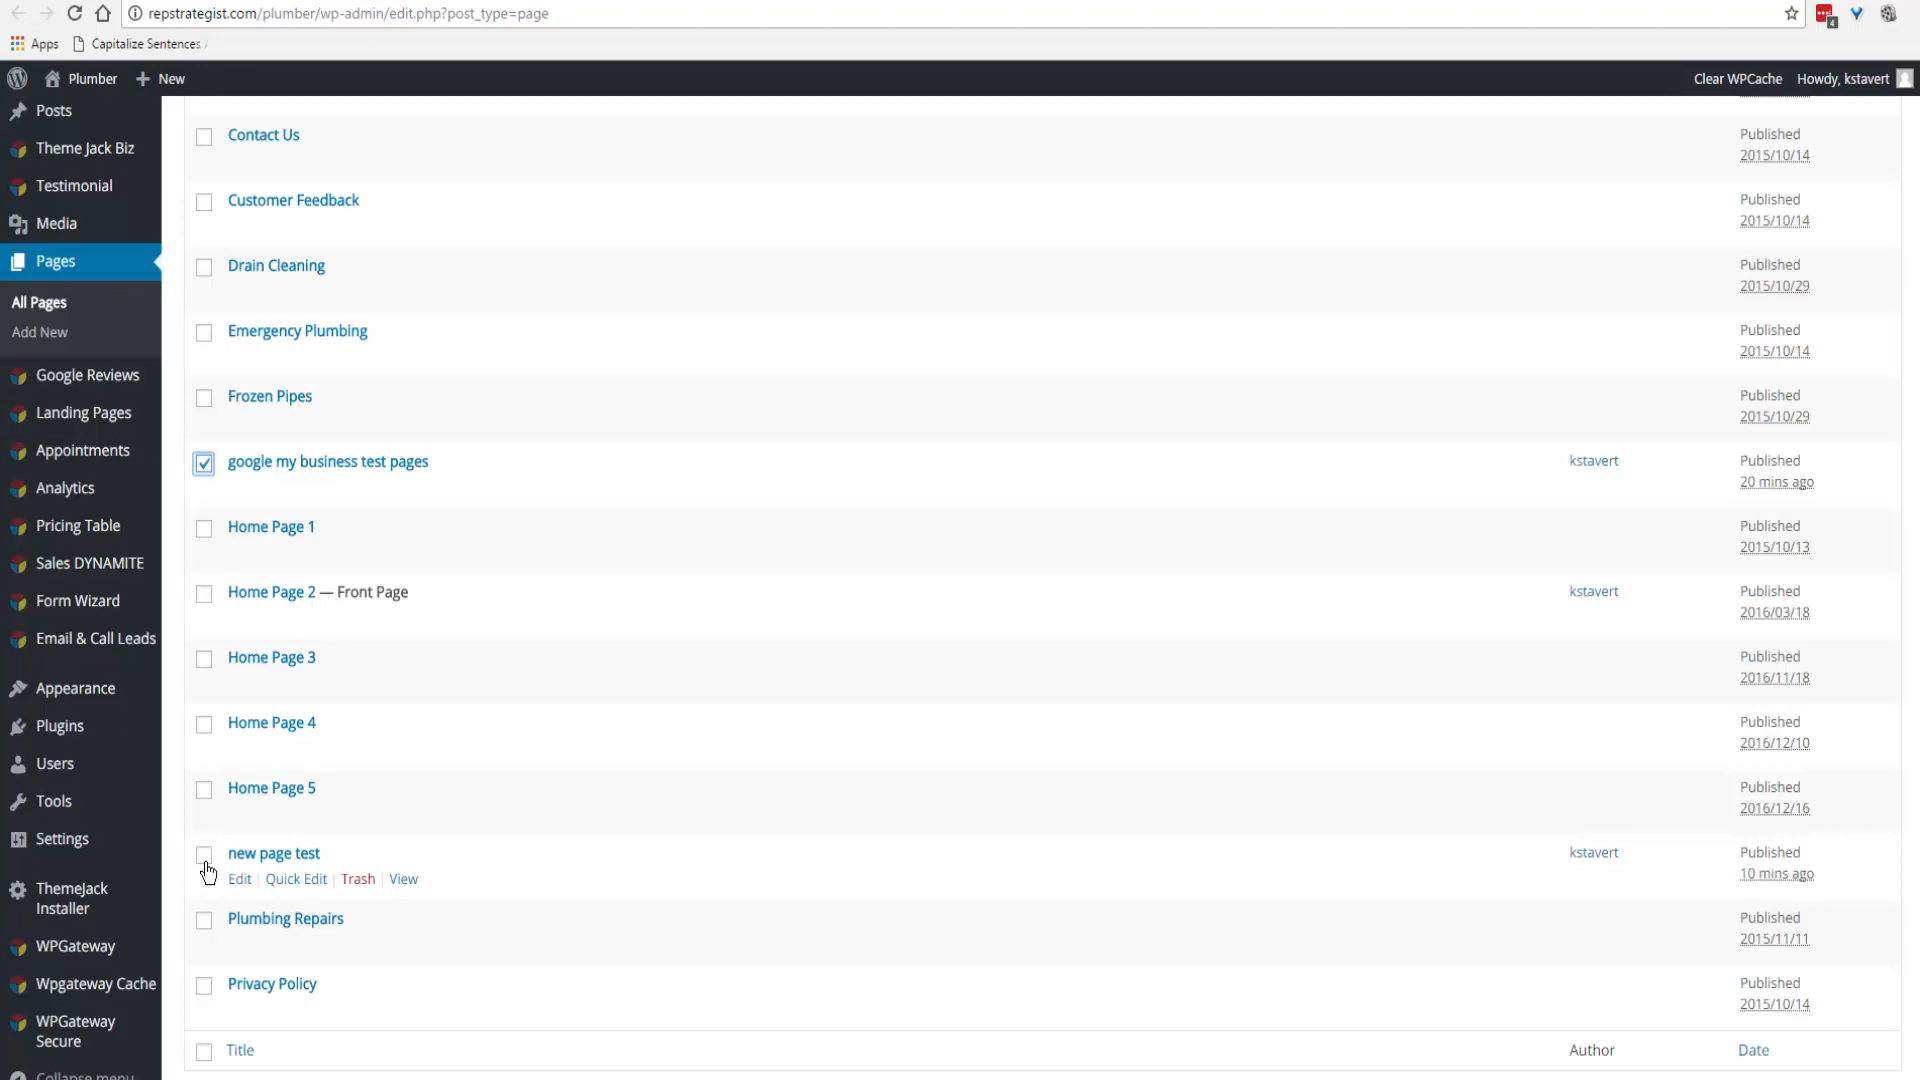 repstrategist.com/plumber/wp-admin/edit.php?post_type=page
4
Apps
Capitalize Sentences
Plumber
New
Clear WPCache
Howdy, kstavert
Posts
Theme Jack Biz
Testimonial
Media
Pages
All Pages
Add New
Google Reviews
Landing Pages
Appointments
Analytics
Pricing Table
Sales DYNAMITE
Form Wizard
Email & Call Leads
Appearance
Plugins
Users
Tools
Settings
ThemeJack
Installer
WPGateway
Wpgateway Cache
WPGateway
Secure
Collapse menu
Contact Us
Published
2015/10/14
Customer Feedback
Published
2015/10/14
Drain Cleaning
Published
2015/10/29
Emergency Plumbing
Published
2015/10/14
Frozen Pipes
Published
2015/10/29
google my business test pages
kstavert
Published
20 mins ago
Home Page 1
Published
2015/10/13
Home Page 2 — Front Page
kstavert
Published
2016/03/18
Home Page 3
Published
2016/11/18
Home Page 4
Published
2016/12/10
Home Page 5
Published
2016/12/16
new page test
kstavert
Published
10 mins ago
Edit | Quick Edit | Trash | View
Plumbing Repairs
Published
2015/11/11
Privacy Policy
Published
2015/10/14
Title
Author
Date